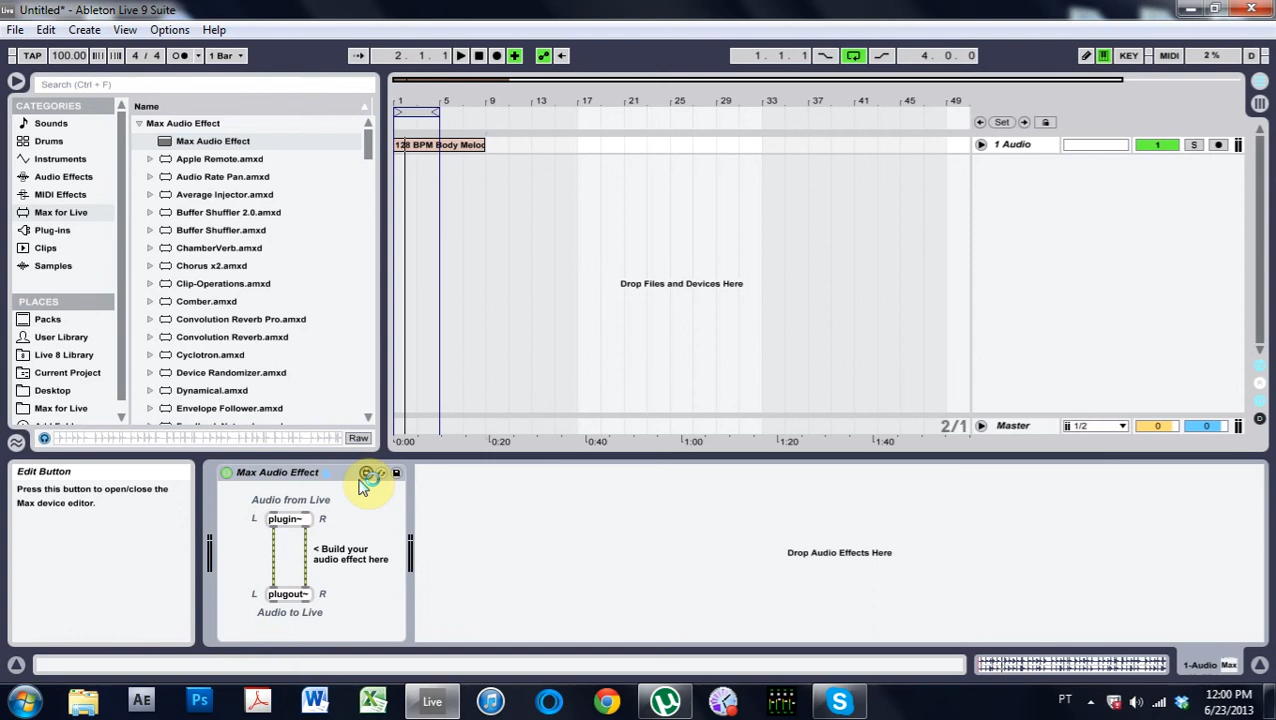 Untitled* - Ableton Live 9 Suite
File Edit Create View Options Help
TAP 100.00 4 / 4 1 Bar 2. 1. 1 1. 1. 1 4. 0. 0 KEY MIDI 2 % D
Search (Ctrl + F)
CATEGORIES
Sounds
Drums
Instruments
Audio Effects
MIDI Effects
Max for Live
Plug-ins
Clips
Samples
PLACES
Packs
User Library
Live 8 Library
Current Project
Desktop
Max for Live
Name
Max Audio Effect
Max Audio Effect
Apple Remote.amxd
Audio Rate Pan.amxd
Average Injector.amxd
Buffer Shuffler 2.0.amxd
Buffer Shuffler.amxd
ChamberVerb.amxd
Chorus x2.amxd
Clip-Operations.amxd
Comber.amxd
Convolution Reverb Pro.amxd
Convolution Reverb.amxd
Cyclotron.amxd
Device Randomizer.amxd
Dynamical.amxd
Envelope Follower.amxd
Raw
1 5 9 13 17 21 25 29 33 37 41 45 49
Set
128 BPM Body Meloc
1 Audio 1 S
Drop Files and Devices Here
2/1 Master 1/2 0 0
0:00 0:20 0:40 1:00 1:20 1:40
D
Edit Button
Press this button to open/close the
Max device editor.
Max Audio Effect
Audio from Live
L plugin~ R
< Build your
audio effect here
L plugout~ R
Audio to Live
Drop Audio Effects Here
1-Audio Max
AE Ps Live PT
12:00 PM
6/23/2013